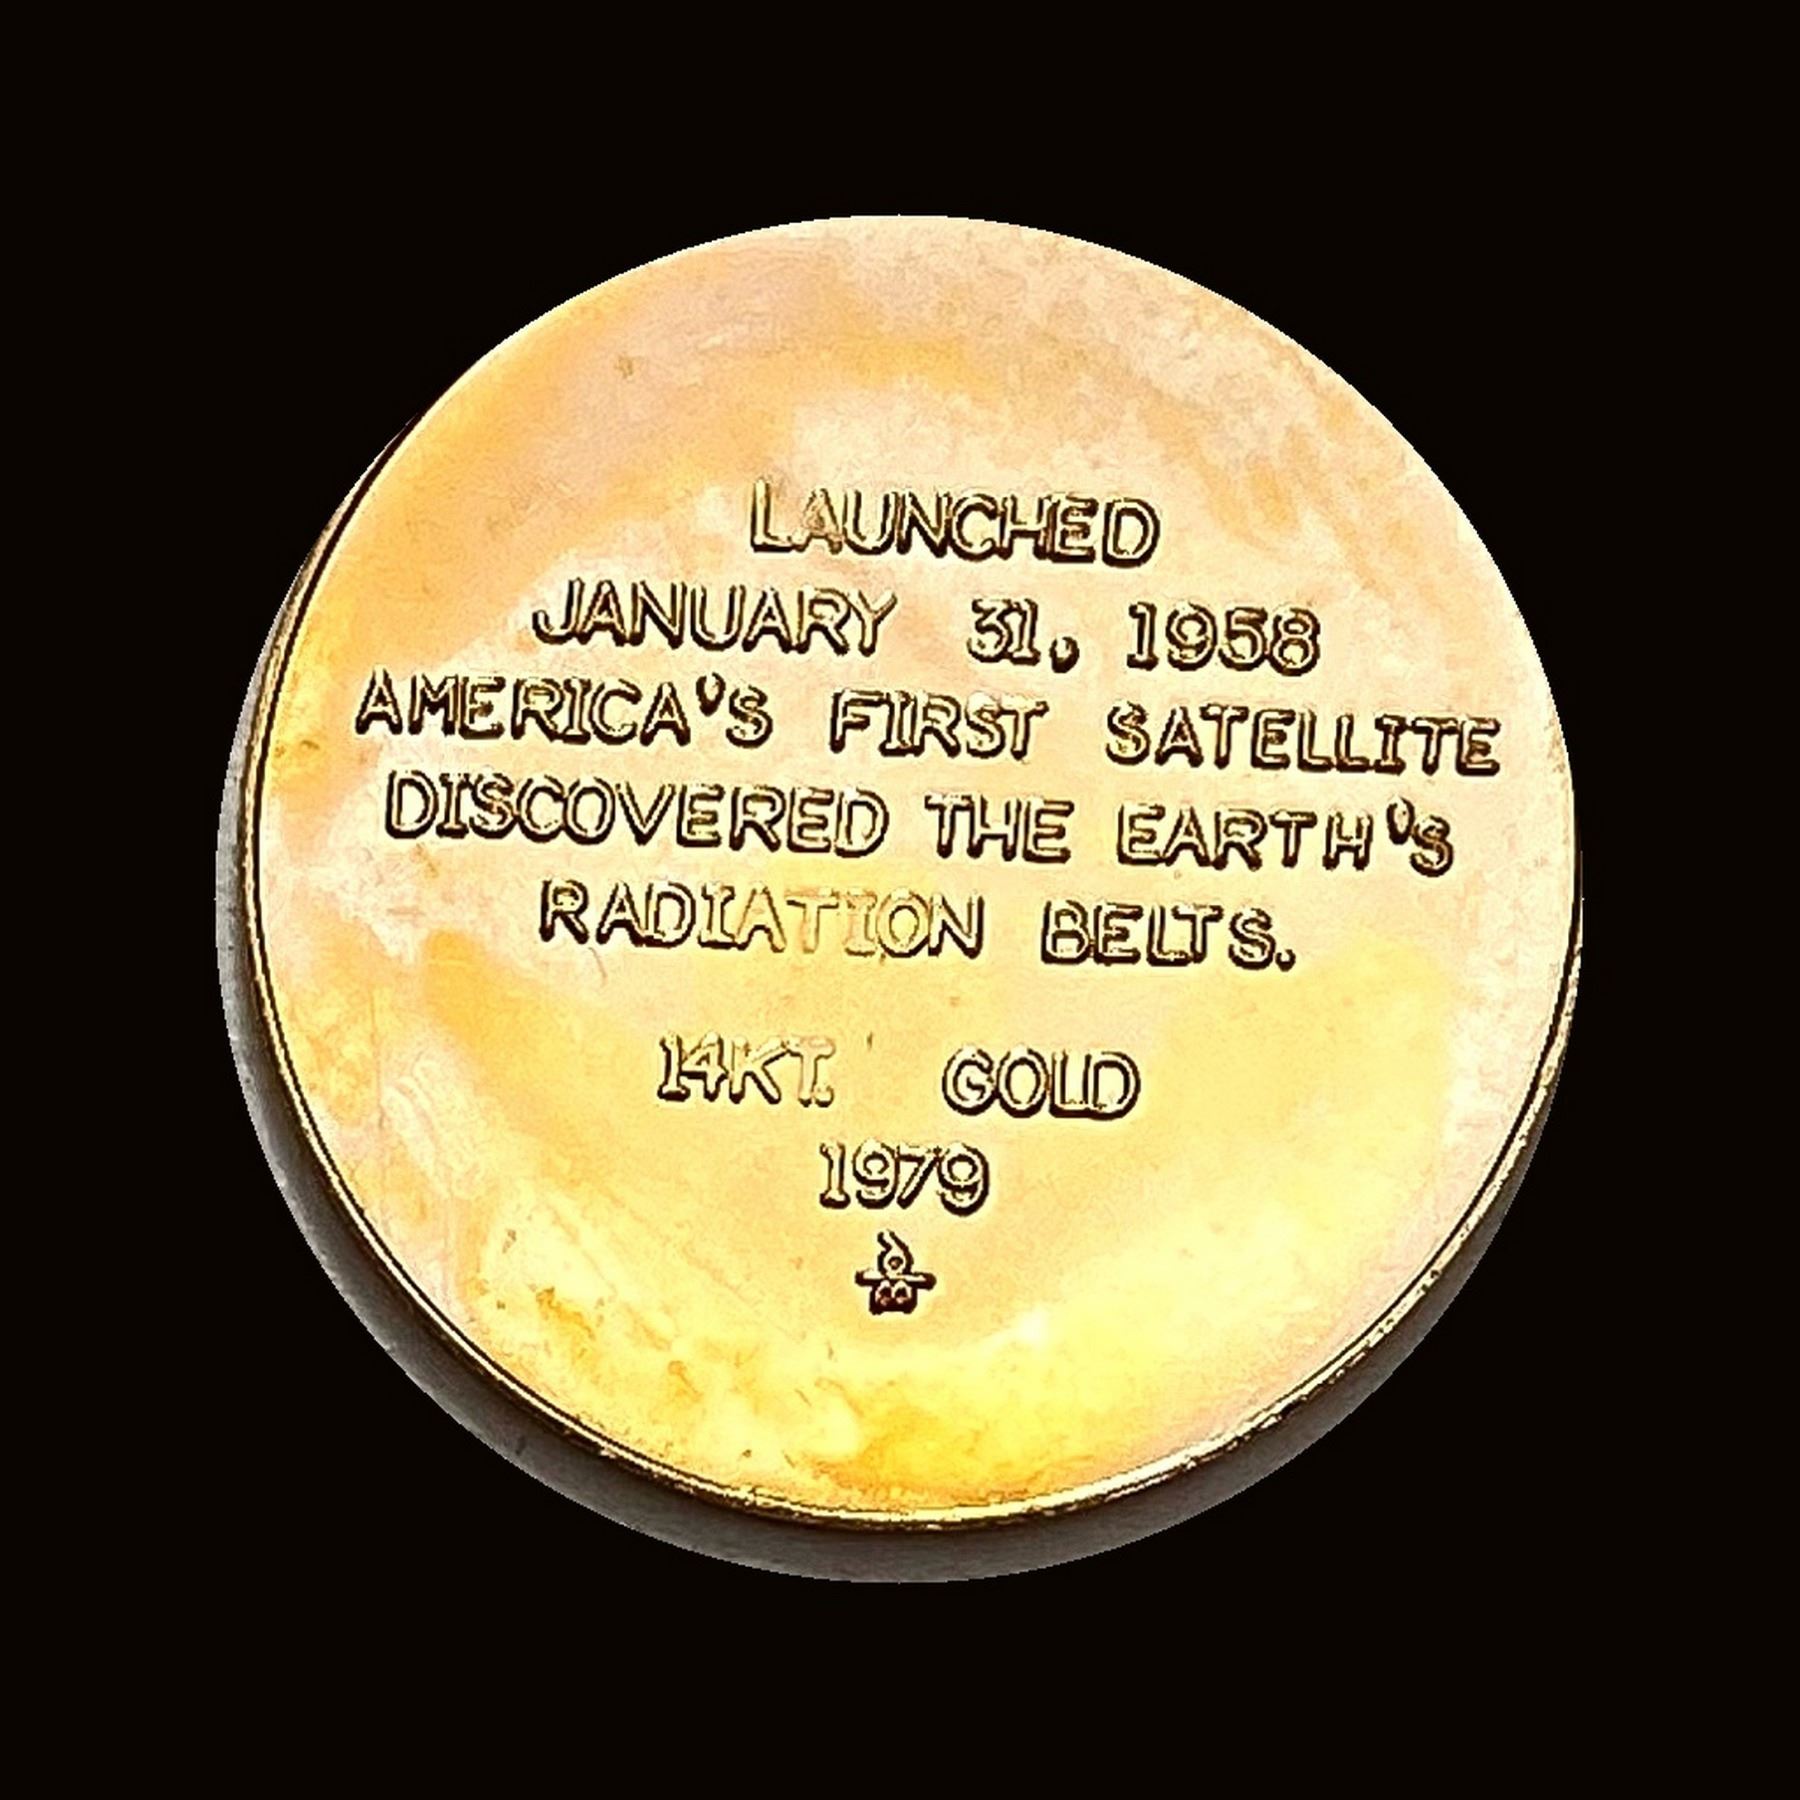 LAUNCHED
JANUARY 31, 1958
AMERICA'S FIRST SATELLITE
DISCOVERED THE EARTH'S
RADIATION BELTS.
14KT. GOLD
1979